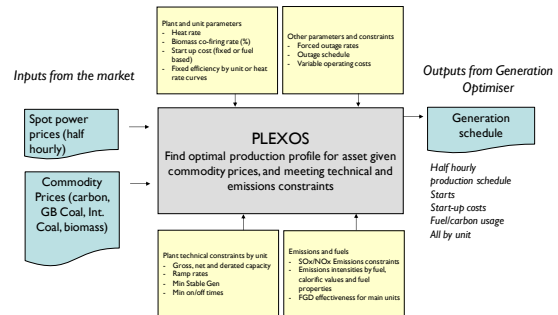 Plant and unit parameters
- Heat rate
- Biomass co-firing rate (%)
- Start up cost (fixed or fuel
based)
- Fixed efficiency by unit or heat
rate curves
Other parameters and constraints
- Forced outage rates
- Outage schedule
- Variable operating costs
Inputs from the market
Spot power
prices (half
hourly)
Commodity
Prices (carbon,
GB Coal, Int.
Coal, biomass)
PLEXOS
Find optimal production profile for asset given
commodity prices, and meeting technical and
emissions constraints
Outputs from Generation
Optimiser
Generation
schedule
Half hourly
production schedule
Starts
Start-up costs
Fuel/carbon usage
All by unit
Plant technical constraints by unit
- Gross, net and derated capacity
- Ramp rates
- Min Stable Gen
- Min on/off times
Emissions and fuels
- SOx/NOx Emissions constraints
- Emissions intensities by fuel,
calorific values and fuel
properties
- FGD effectiveness for main units